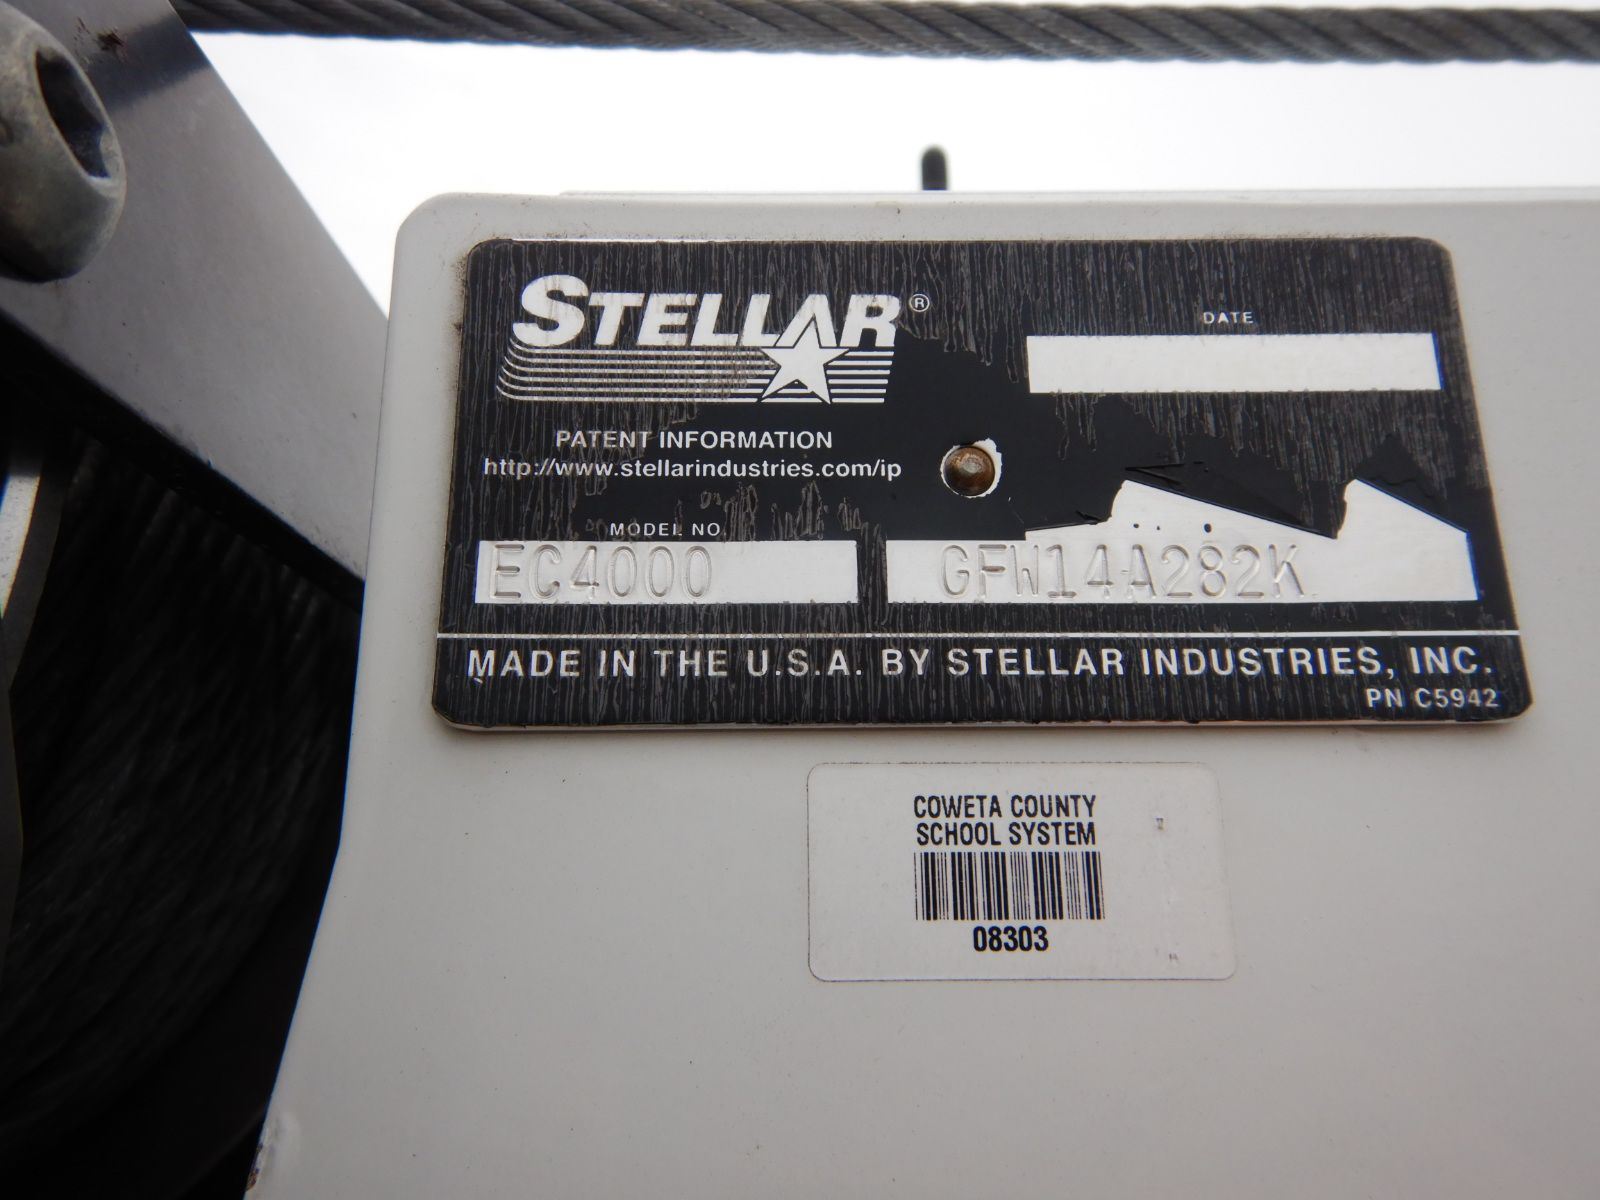 STELLAR®
DATE
PATENT INFORMATION
http://www.stellarindustries.com/ip
MODEL NO.
EC4000
GFW14A282K
MADE IN THE U.S.A. BY STELLAR INDUSTRIES, INC.
PN C5942
COWETA COUNTY
SCHOOL SYSTEM
08303